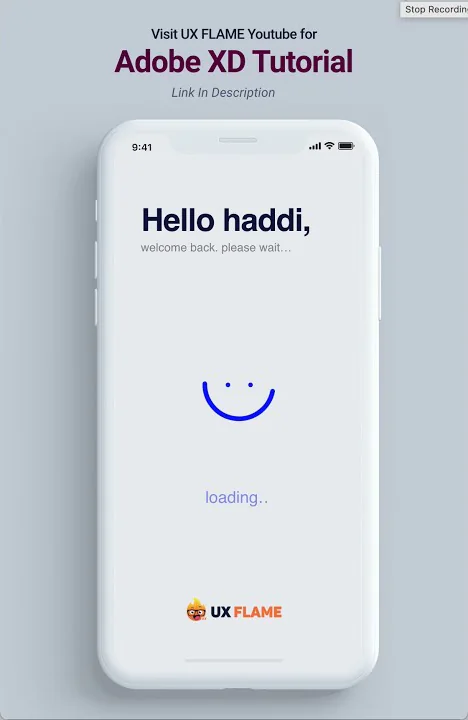 Stop Recording
Visit UX FLAME Youtube for
Adobe XD Tutorial
Link In Description
9:41
Hello haddi,
welcome back. please wait...
loading..
UX FLAME